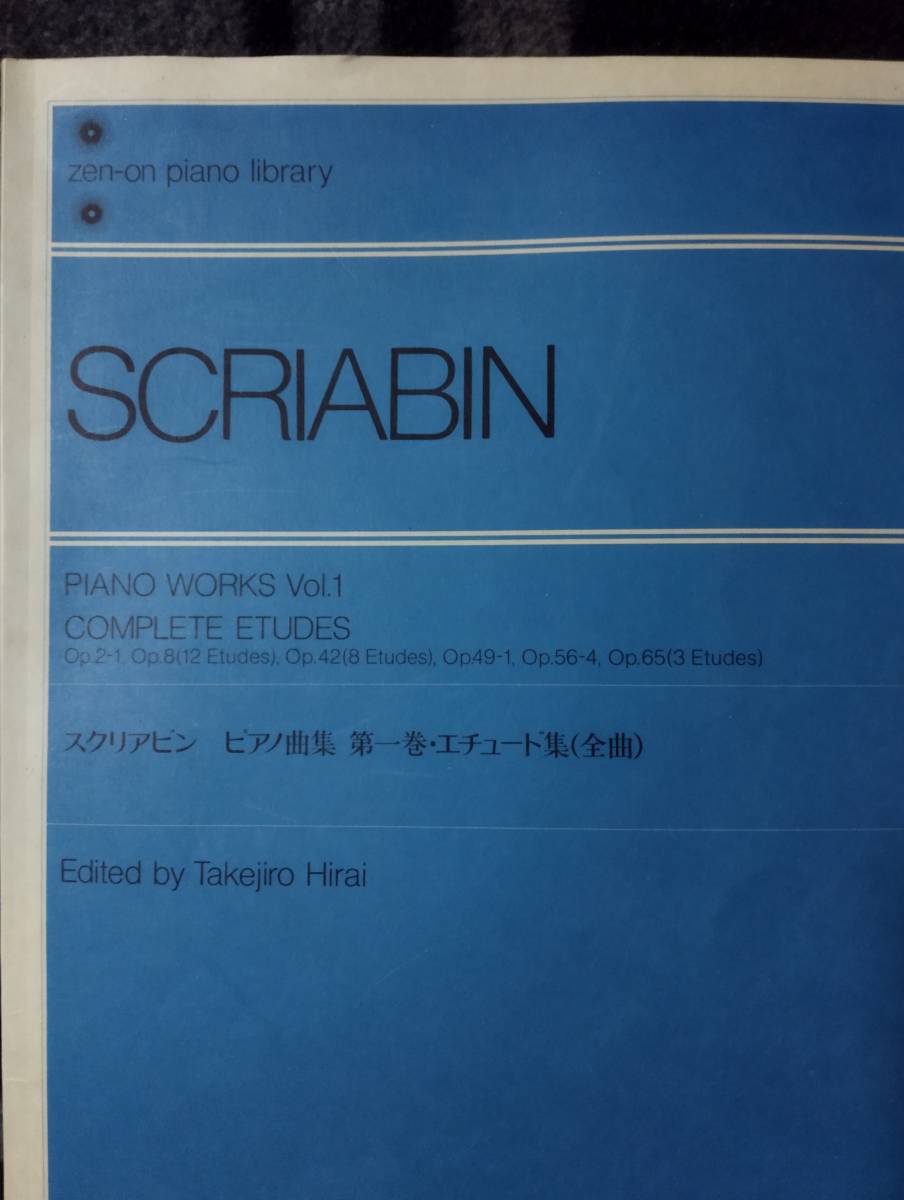 zen-on piano library
SCRIABIN
PIANO WORKS Vol.1
COMPLETE ETUDES
Op.2-1, Op.8(12 Etudes), Op.42(8 Etudes), Op.49-1, Op.56-4, Op.65(3 Etudes)
スクリアビン ピアノ曲集 第一巻・エチュード集(全曲)
Edited by Takejiro Hirai